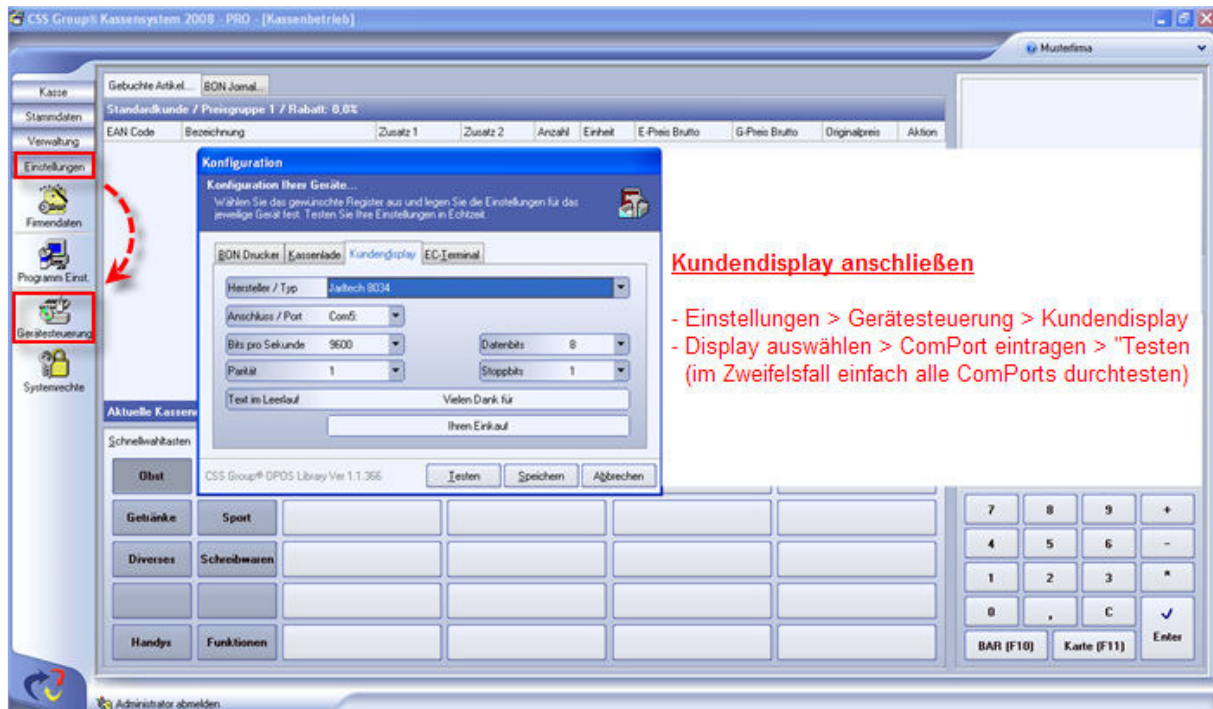 CSS Group® Kassensystem 2008 - PRO - [Kassenbetrieb]
Musterfirma
Kasse
Stammdaten
Verwaltung
Einstellungen
Firmendaten
Programm Einst.
Gerätesteuerung
Systemrechte
Gebuchte Artikel...
BON Jornal...
Standardkunde / Preisgruppe 1 / Rabatt: 0,0%
EAN Code Bezeichnung Zusatz 1 Zusatz 2 Anzahl Einheit E-Preis Brutto G-Preis Brutto Originalpreis Aktion
Konfiguration
Konfiguration Ihrer Geräte...
Wählen Sie das gewünschte Register aus und legen Sie die Einstellungen für das
jeweilige Gerät fest. Testen Sie Ihre Einstellungen in Echtzeit.
BON Drucker Kassenlade Kundendisplay EC-Terminal
Hersteller / Typ Jarltech 8034
Anschluss / Port Com5:
Bits pro Sekunde 9600 Datenbits 8
Parität 1 Stoppbits 1
Text im Leerlauf Vielen Dank für
Ihren Einkauf
CSS Group® OPOS Library Ver 1.1.366 Testen Speichern Abbrechen
Kundendisplay anschließen
- Einstellungen > Gerätesteuerung > Kundendisplay
- Display auswählen > ComPort eintragen > "Testen
(im Zweifelsfall einfach alle ComPorts durchtesten)
Aktuelle
Schnellwahltasten
Obst
Getränke Sport
Diverses Schreibwaren
Handys Funktionen
7 8 9 +
4 5 6 -
1 2 3 *
0 , C
Enter
BAR (F10) Karte (F11)
Administrator abmelden